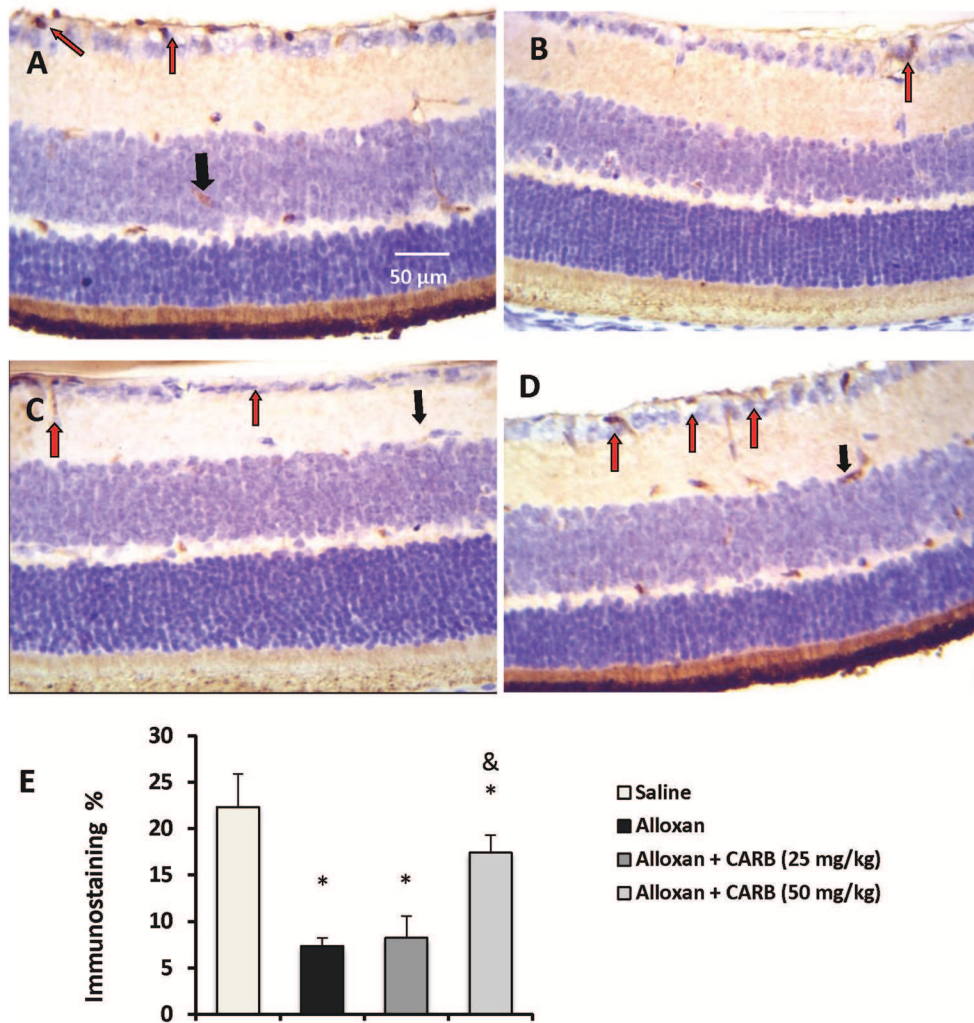 A
B
50 µm
C
D
E
Immunostaining %
30
25
20
15
10
5
0
*
*
&
*
Saline
Alloxan
Alloxan + CARB (25 mg/kg)
Alloxan + CARB (50 mg/kg)